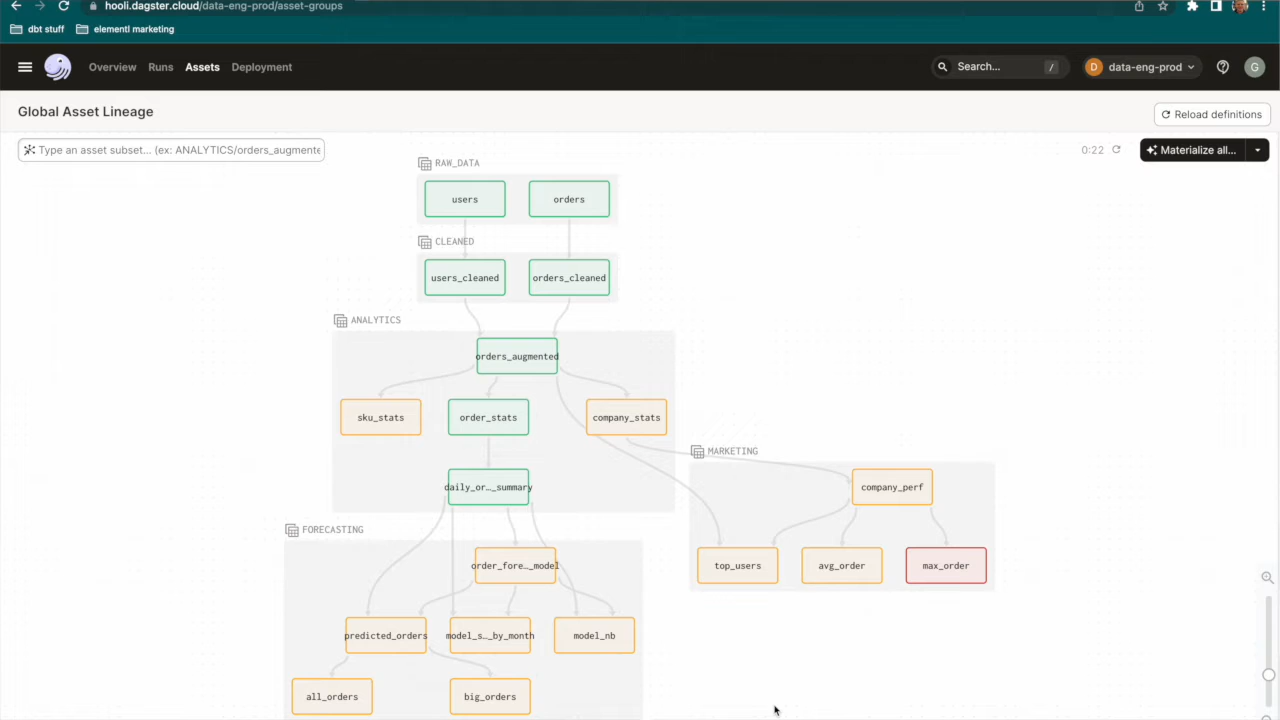 hooli.dagster.cloud/data-eng-prod/asset-groups
dbt stuff
elementl marketing
Overview
Runs
Assets
Deployment
Search...
/
D
data-eng-prod
G
Global Asset Lineage
Reload definitions
Type an asset subset... (ex: ANALYTICS/orders_augmente
0:22
Materialize all...
RAW_DATA
users
orders
CLEANED
users_cleaned
orders_cleaned
ANALYTICS
orders_augmented
sku_stats
order_stats
company_stats
MARKETING
daily_or…_summary
company_perf
FORECASTING
order_fore…_model
top_users
avg_order
max_order
predicted_orders
model_s…_by_month
model_nb
all_orders
big_orders